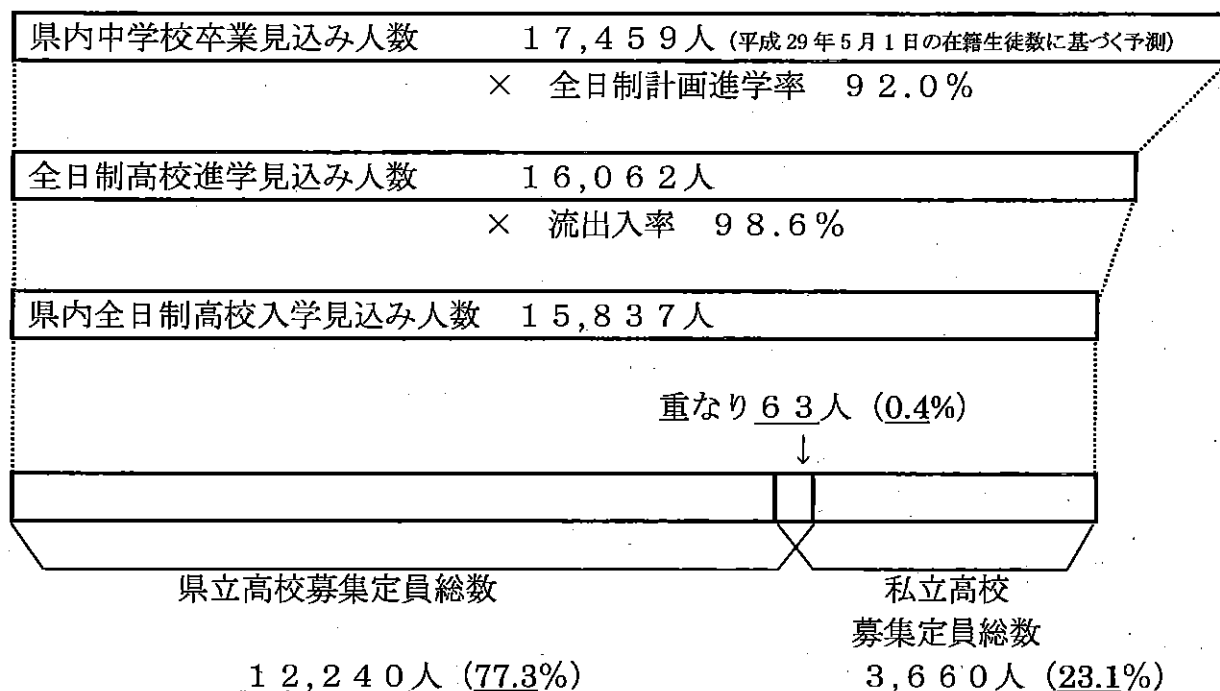 県内中学校卒業見込み人数 17,459人 (平成29年5月1日の在籍生徒数に基づく予測)
× 全日制計画進学率 92.0%
全日制高校進学見込み人数 16,062人
× 流出入率 98.6%
県内全日制高校入学見込み人数 15,837人
重なり63人 (0.4%)
↓
県立高校募集定員総数 私立高校
募集定員総数
12,240人 (77.3%) 3,660人 (23.1%)